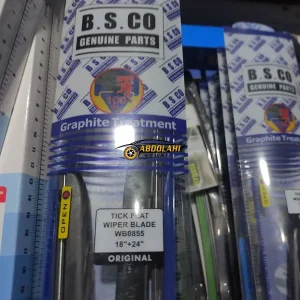 B.S.CO
GENUINE PARTS
Graphite Treatment
ABDOLAHI
OPEN
TICK FLAT
WIPER BLADE
WB0855
18"+24"
ORIGINAL
B.S.CO
GENUINE PARTS
Graphite Treatment